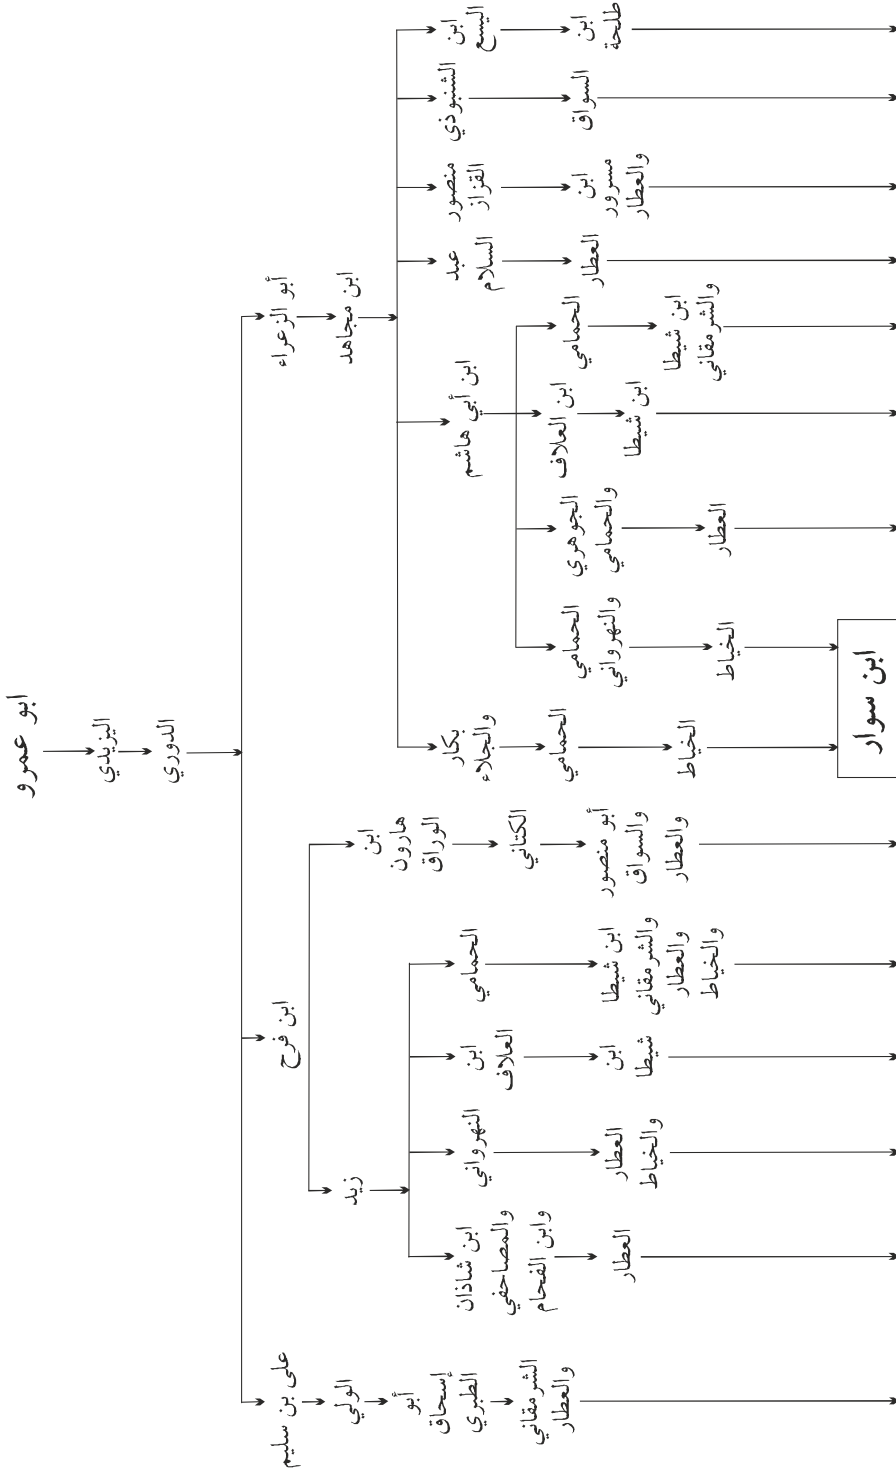 ابو عمرو
اليزيدي
الدوري
أبو الزعراء
ابن مجاهد
ابن
اليسع
ابن
طلحة
الشنبوذي
السواق
منصور
القزاز
ابن
مسرور
والعطار
عبد
السلام
العطار
ابن أبي هاشم
الحمامي
ابن شيطا
والشرمقاني
ابن العلاف
ابن شيطا
الجوهري
والحمامي
العطار
الحمامي
والنهرواني
الخياط
بكار
والجلاء
الحمامي
الخياط
ابن فرح
ابن
هارون
الوراق
الكتاني
أبو منصور
والسواق
والعطار
زيد
الحمامي
ابن شيطا
والشرمقاني
والعطار
والخياط
ابن
العلاف
ابن
شيطا
النهرواني
العطار
والخياط
ابن شاذان
والمصاحفي
وابن الفحام
العطار
على بن سليم
الولي
أبو
إسحاق
الطبري
الشرمقاني
والعطار
ابن سوار